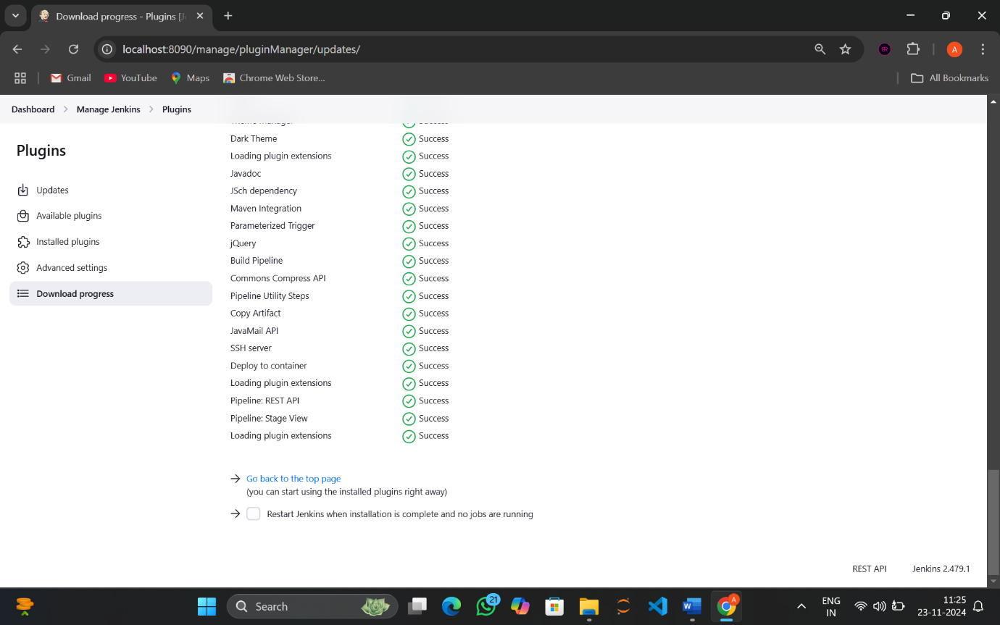 Download progress - Plugins [J
localhost:8090/manage/pluginManager/updates/
BR
A
Gmail
YouTube
Maps
Chrome Web Store...
All Bookmarks
Dashboard
Manage Jenkins
Plugins
Plugins
Updates
Available plugins
Installed plugins
Advanced settings
Download progress
Dark Theme Success
Loading plugin extensions Success
Javadoc Success
JSch dependency Success
Maven Integration Success
Parameterized Trigger Success
jQuery Success
Build Pipeline Success
Commons Compress API Success
Pipeline Utility Steps Success
Copy Artifact Success
JavaMail API Success
SSH server Success
Deploy to container Success
Loading plugin extensions Success
Pipeline: REST API Success
Pipeline: Stage View Success
Loading plugin extensions Success
Go back to the top page
(you can start using the installed plugins right away)
Restart Jenkins when installation is complete and no jobs are running
REST API
Jenkins 2.479.1
Search
21
W
A
ENG
IN
11:25
23-11-2024